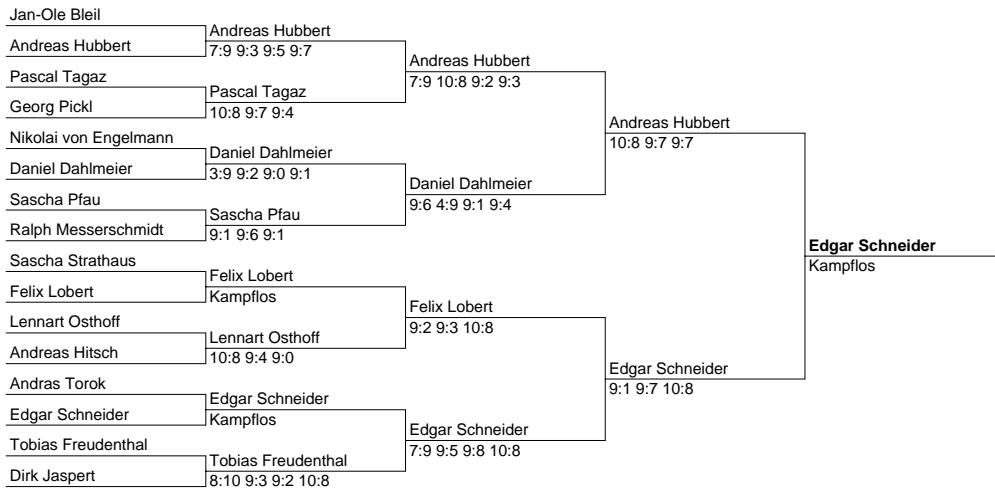 Jan-Ole Bleil
Andreas Hubbert
Andreas Hubbert
7:9 9:3 9:5 9:7
Andreas Hubbert
7:9 10:8 9:2 9:3
Pascal Tagaz
Pascal Tagaz
Georg Pickl
10:8 9:7 9:4
Andreas Hubbert
10:8 9:7 9:7
Nikolai von Engelmann
Daniel Dahlmeier
Daniel Dahlmeier
3:9 9:2 9:0 9:1
Daniel Dahlmeier
9:6 4:9 9:1 9:4
Sascha Pfau
Sascha Pfau
Ralph Messerschmidt
9:1 9:6 9:1
Edgar Schneider
Kampflos
Sascha Strathaus
Felix Lobert
Felix Lobert
Kampflos
Felix Lobert
9:2 9:3 10:8
Lennart Osthoff
Lennart Osthoff
Andreas Hitsch
10:8 9:4 9:0
Edgar Schneider
9:1 9:7 10:8
Andras Torok
Edgar Schneider
Edgar Schneider
Kampflos
Edgar Schneider
7:9 9:5 9:8 10:8
Tobias Freudenthal
Tobias Freudenthal
Dirk Jaspert
8:10 9:3 9:2 10:8